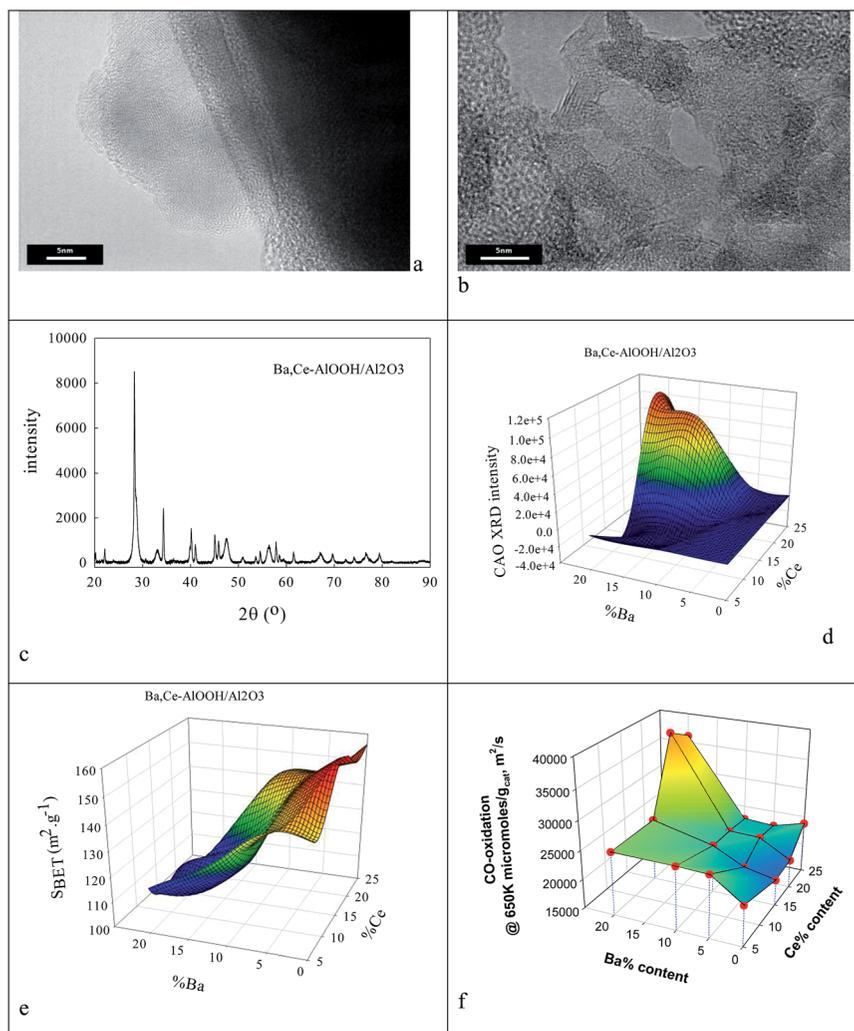 5nm
a
5nm
b
Ba,Ce-AlOOH/Al2O3
intensity
10000
8000
6000
4000
2000
0
20 30 40 50 60 70 80 90
2θ (O)
c
Ba,Ce-AlOOH/Al2O3
CAO XRD intensity
1.2e+5
1.0e+5
8.0e+4
6.0e+4
4.0e+4
2.0e+4
0.0
-2.0e+4
-4.0e+4
20 15 10 5 0
%Ba
5 10 15 20 25
%Ce
d
Ba,Ce-AlOOH/Al2O3
SBET (m2.g-1)
160
150
140
130
120
110
100
20 15 10 5 0
%Ba
5 10 15 20 25
%Ce
e
CO-oxidation
@ 650K micromoles/gcat, m2/s
40000
35000
30000
25000
20000
15000
20 15 10 5 0
Ba% content
5 10 15 20 25
Ce% content
f